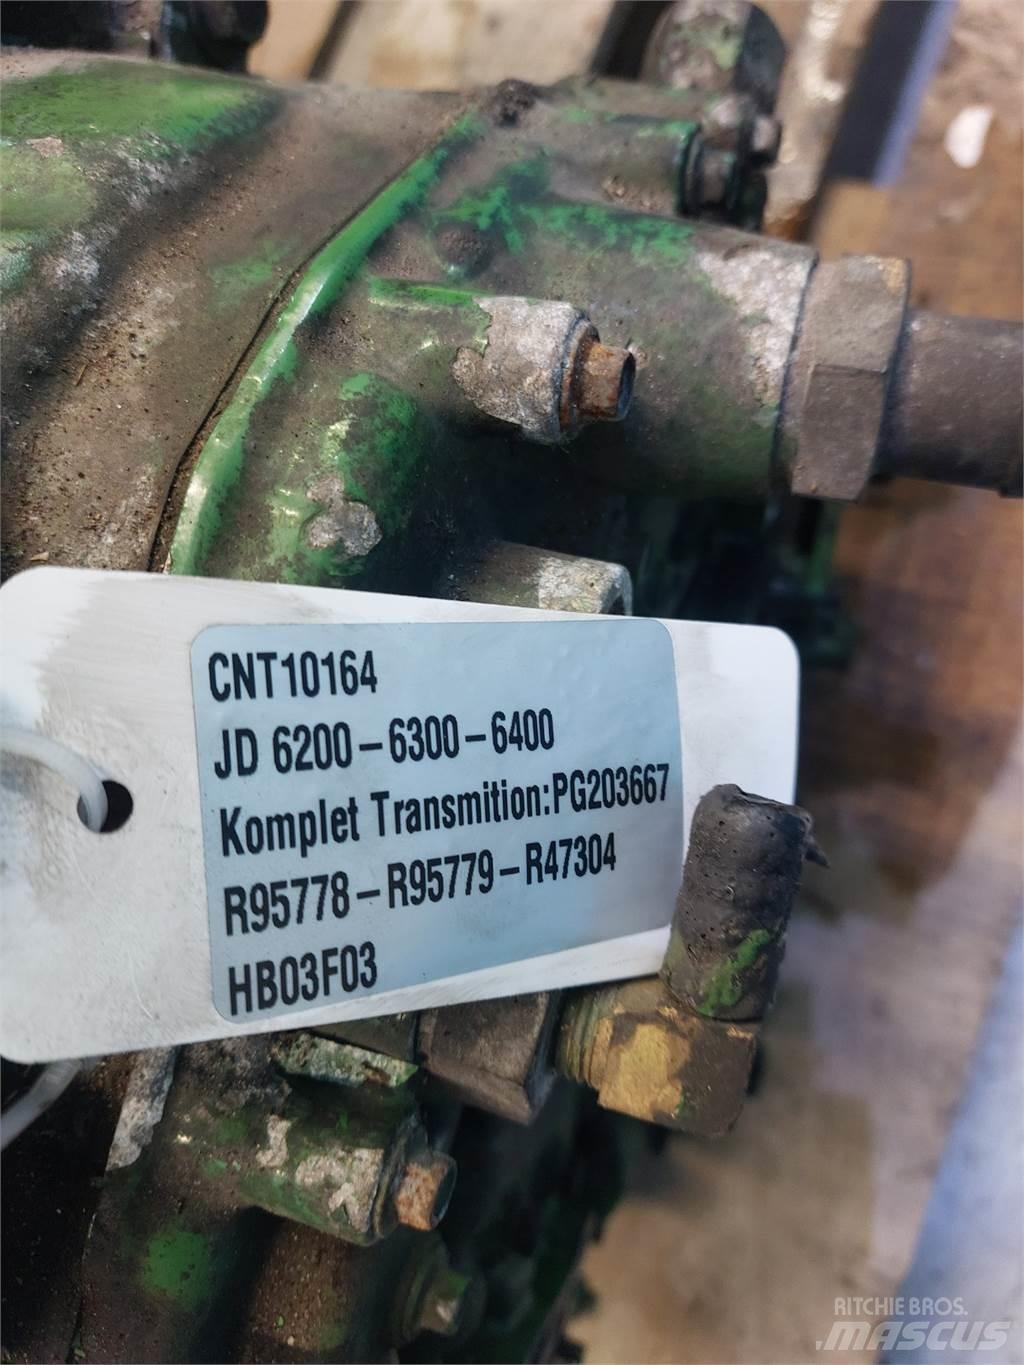 CNT10164
JD 6200-6300-6400
Komplet Transmition:PG203667
R95778-R95779-R47304
HB03F03
RITCHIE BROS.
MASCUS